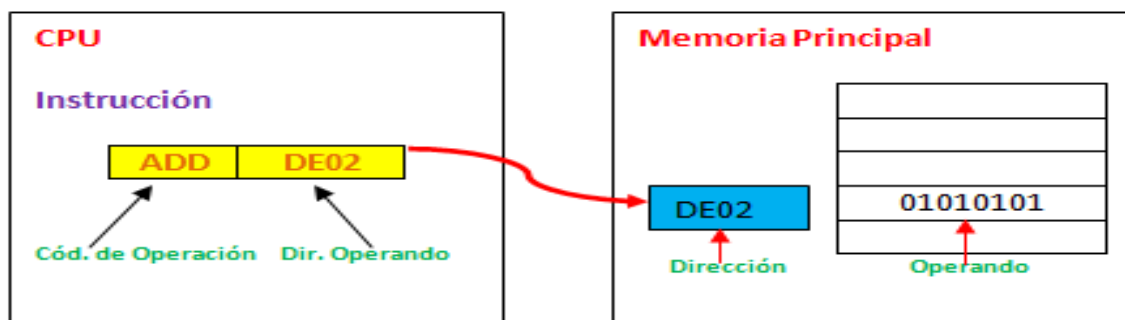 CPU
Instrucción
ADD DE02
Cód. de Operación Dir. Operando
Memoria Principal
01010101
DE02
Dirección Operando